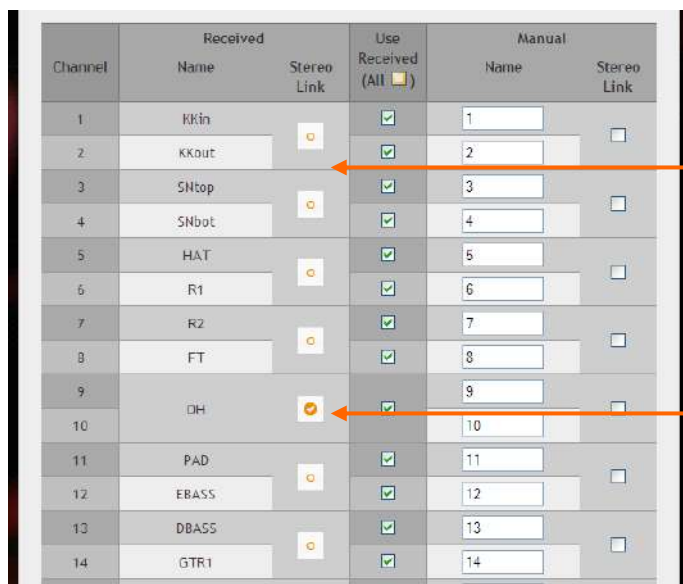 Received Use Manual
Channel Name Stereo Link Received (All ) Name Stereo Link
1 KKin 1
2 KKout 2
3 SNtop 3
4 SNbot 4
5 HAT 5
6 R1 6
7 R2 7
8 FT 8
9 OH 9
10 10
11 PAD 11
12 EBASS 12
13 DBASS 13
14 GTR1 14